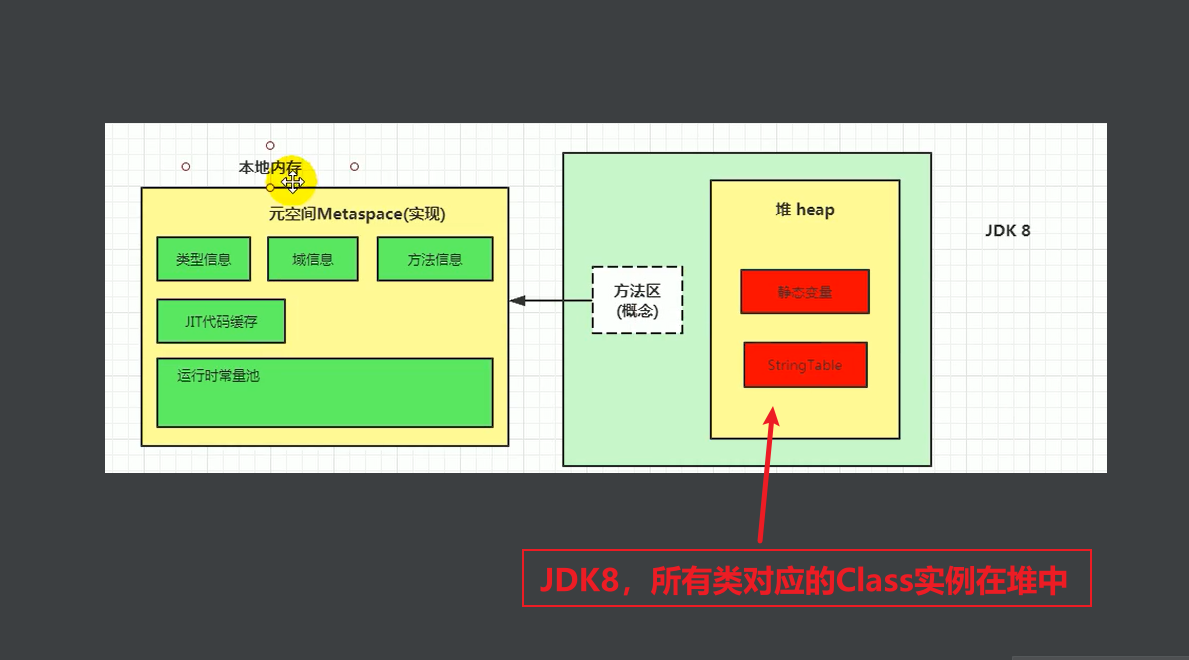 本地内存
元空间Metaspace(实现)
类型信息
域信息
方法信息
JIT代码缓存
运行时常量池
方法区
(概念)
堆 heap
静态变量
StringTable
JDK 8
JDK8，所有类对应的Class实例在堆中